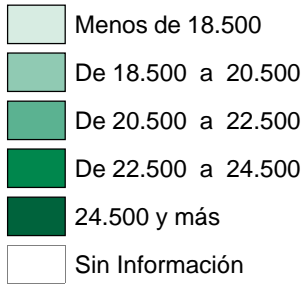 Menos de 18.500
De 18.500 a 20.500
De 20.500 a 22.500
De 22.500 a 24.500
24.500 y más
Sin Información